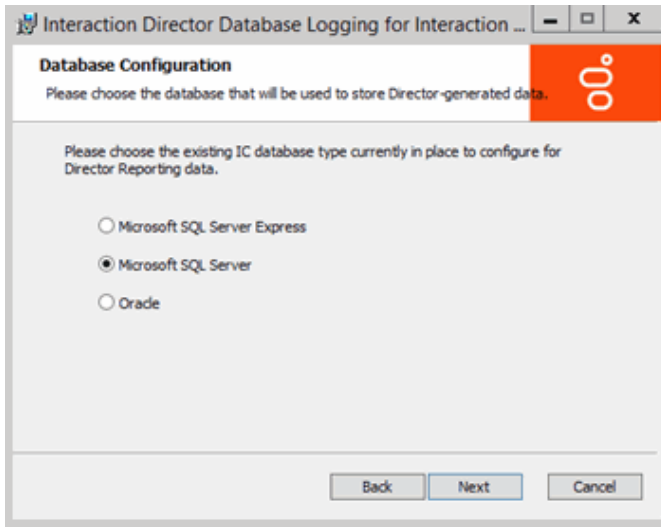 Interaction Director Database Logging for Interaction ...
Database Configuration
Please choose the database that will be used to store Director-generated data.
Please choose the existing IC database type currently in place to configure for
Director Reporting data.
Microsoft SQL Server Express
Microsoft SQL Server
Oracle
Back
Next
Cancel